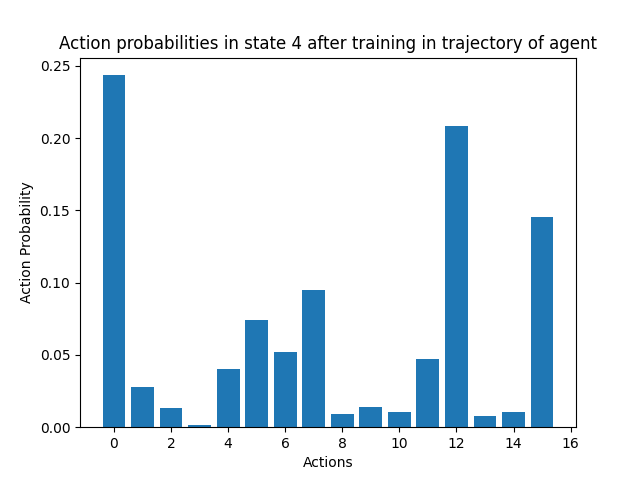 Action probabilities in state 4 after training in trajectory of agent
0.25
0.20
0.15
0.10
0.05
0.00
Action Probability
0 2 4 6 8 10 12 14 16
Actions